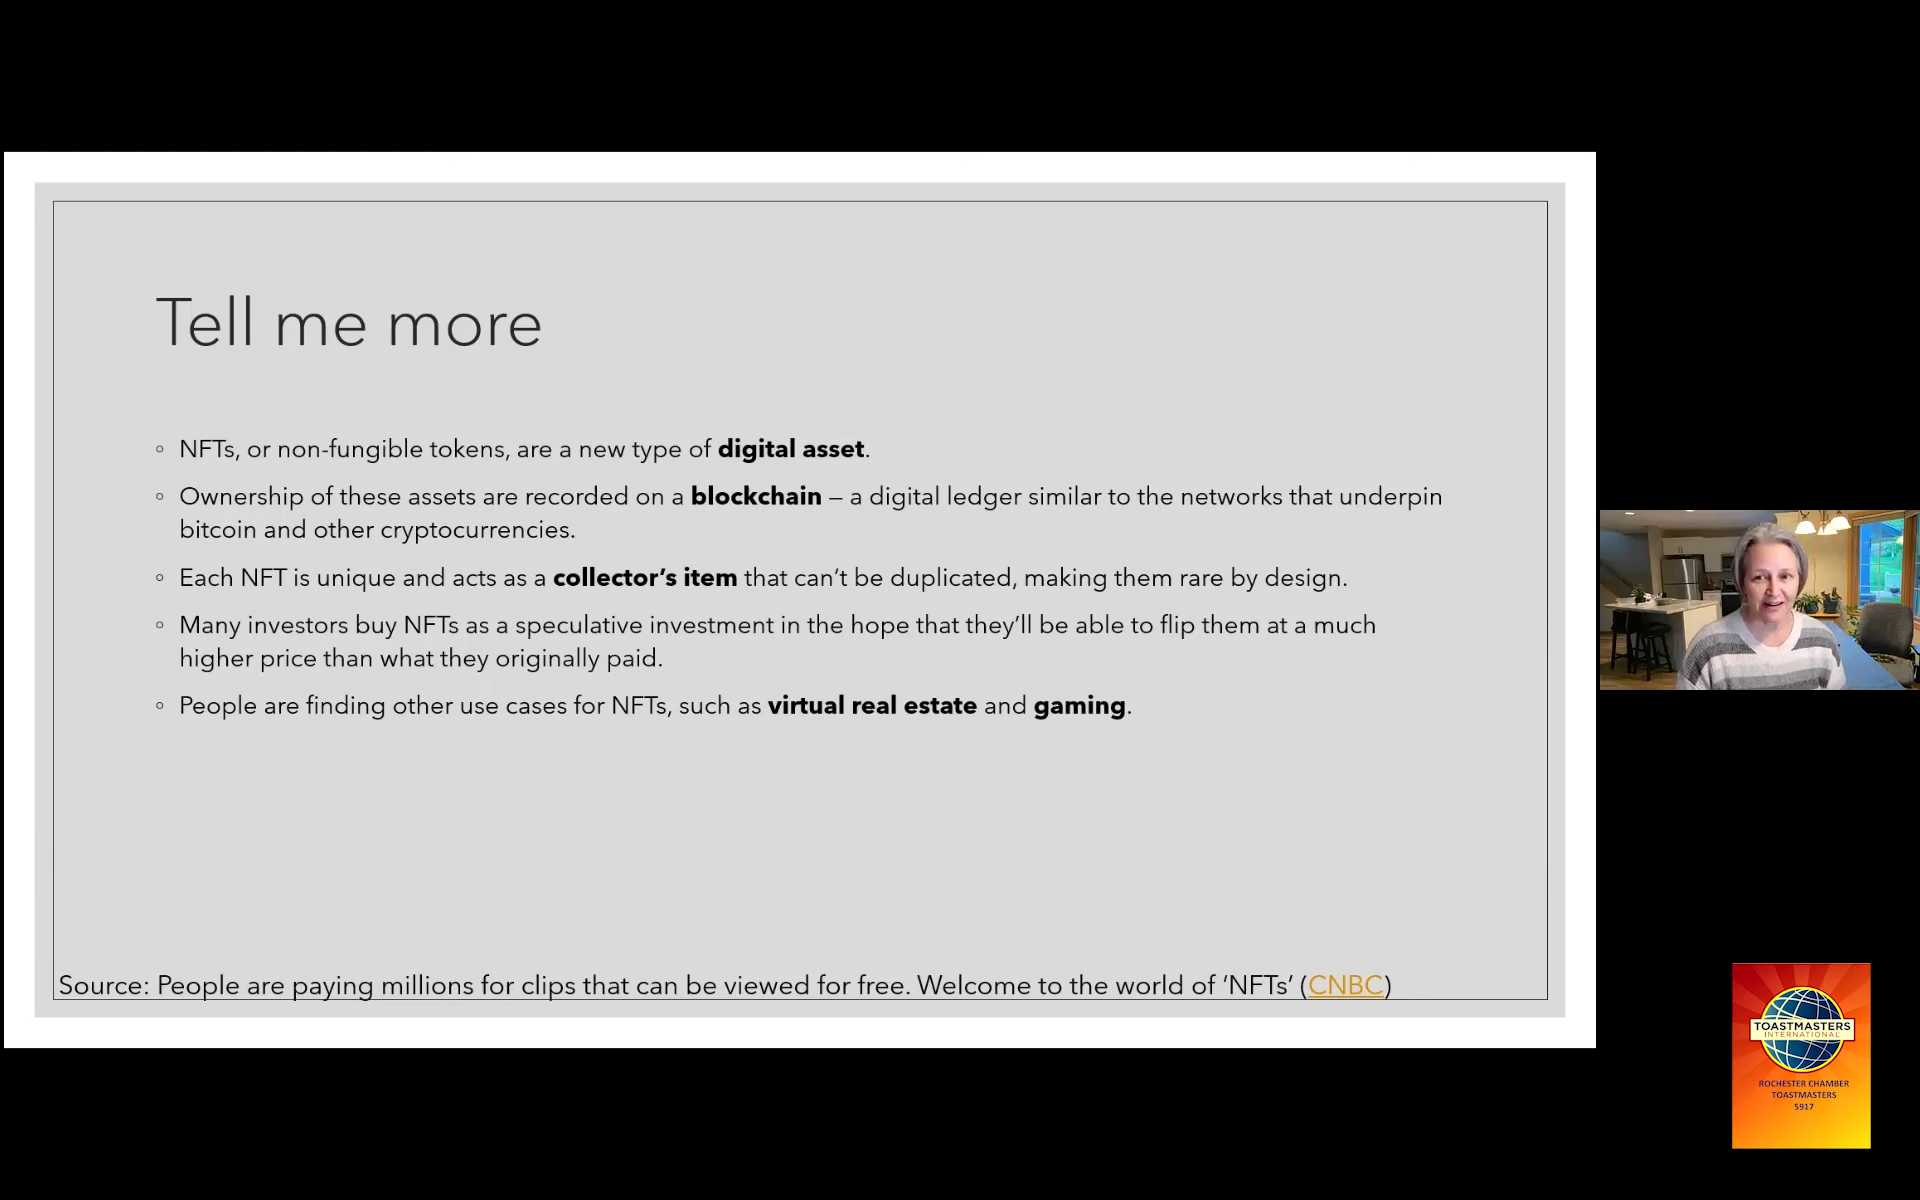 Tell me more
◦ NFTs, or non-fungible tokens, are a new type of digital asset.
◦ Ownership of these assets are recorded on a blockchain – a digital ledger similar to the networks that underpin
bitcoin and other cryptocurrencies.
◦ Each NFT is unique and acts as a collector’s item that can’t be duplicated, making them rare by design.
◦ Many investors buy NFTs as a speculative investment in the hope that they’ll be able to flip them at a much
higher price than what they originally paid.
◦ People are finding other use cases for NFTs, such as virtual real estate and gaming.
Source: People are paying millions for clips that can be viewed for free. Welcome to the world of ‘NFTs’ (CNBC)
TOASTMASTERS
INTERNATIONAL
ROCHESTER CHAMBER
TOASTMASTERS
5917